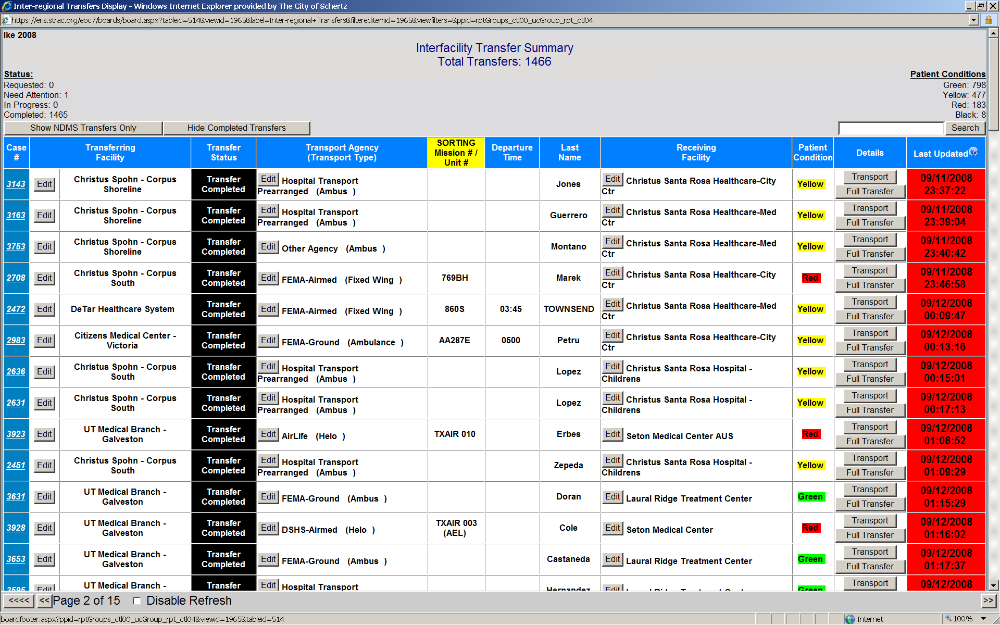 Inter-regional Transfers Display - Windows Internet Explorer provided by The City of Schertz
https://eris.strac.org/eoc7/boards/board.aspx?tableid=514&viewid=1965&label=Inter-regional+Transfers&filtereditemid=1965&viewfilters=&ppid=rptGroups_ctl00_ucGroup_rpt_ctl04
Ike 2008
Interfacility Transfer Summary
Total Transfers: 1466
Status:
Requested: 0
Need Attention: 1
In Progress: 0
Completed: 1465
Patient Conditions
Green: 798
Yellow: 477
Red: 183
Black: 8
Show NDMS Transfers Only Hide Completed Transfers Search
Case # Transferring Facility Transfer Status Transport Agency (Transport Type) SORTING Mission # / Unit # Departure Time Last Name Receiving Facility Patient Condition Details Last Updated
3143 Edit Christus Spohn - Corpus Shoreline Transfer Completed Edit Hospital Transport Prearranged (Ambus ) Jones Edit Christus Santa Rosa Healthcare-City Ctr Yellow Transport Full Transfer 09/11/2008 23:37:22
3163 Edit Christus Spohn - Corpus Shoreline Transfer Completed Edit Hospital Transport Prearranged (Ambus ) Guerrero Edit Christus Santa Rosa Healthcare-Med Ctr Yellow Transport Full Transfer 09/11/2008 23:39:04
3753 Edit Christus Spohn - Corpus Shoreline Transfer Completed Edit Other Agency (Ambus ) Montano Edit Christus Santa Rosa Healthcare-Med Ctr Yellow Transport Full Transfer 09/11/2008 23:40:42
2708 Edit Christus Spohn - Corpus South Transfer Completed Edit FEMA-Airmed (Fixed Wing ) 769BH Marek Edit Christus Santa Rosa Healthcare-City Ctr Red Transport Full Transfer 09/11/2008 23:46:58
2472 Edit DeTar Healthcare System Transfer Completed Edit FEMA-Airmed (Fixed Wing ) 860S 03:45 TOWNSEND Edit Christus Santa Rosa Healthcare-Med Ctr Yellow Transport Full Transfer 09/12/2008 00:09:47
2983 Edit Citizens Medical Center - Victoria Transfer Completed Edit FEMA-Ground (Ambulance ) AA287E 0500 Petru Edit Christus Santa Rosa Healthcare-City Ctr Yellow Transport Full Transfer 09/12/2008 00:13:16
2636 Edit Christus Spohn - Corpus South Transfer Completed Edit Hospital Transport Prearranged (Ambus ) Lopez Edit Christus Santa Rosa Hospital - Childrens Yellow Transport Full Transfer 09/12/2008 00:15:01
2631 Edit Christus Spohn - Corpus South Transfer Completed Edit Hospital Transport Prearranged (Ambus ) Lopez Edit Christus Santa Rosa Hospital - Childrens Yellow Transport Full Transfer 09/12/2008 00:17:13
3923 Edit UT Medical Branch - Galveston Transfer Completed Edit AirLife (Helo ) TXAIR 010 Erbes Edit Seton Medical Center AUS Red Transport Full Transfer 09/12/2008 01:08:52
2451 Edit Christus Spohn - Corpus South Transfer Completed Edit Hospital Transport Prearranged (Ambus ) Zepeda Edit Christus Santa Rosa Hospital - Childrens Yellow Transport Full Transfer 09/12/2008 01:09:29
3631 Edit UT Medical Branch - Galveston Transfer Completed Edit FEMA-Ground (Ambus ) Doran Edit Laural Ridge Treatment Center Green Transport Full Transfer 09/12/2008 01:15:29
3928 Edit UT Medical Branch - Galveston Transfer Completed Edit DSHS-Airmed (Helo ) TXAIR 003 (AEL) Cole Edit Seton Medical Center Red Transport Full Transfer 09/12/2008 01:16:02
3653 Edit UT Medical Branch - Galveston Transfer Completed Edit FEMA-Ground (Ambus ) Castaneda Edit Laural Ridge Treatment Center Green Transport Full Transfer 09/12/2008 01:17:37
3595 Edit UT Medical Branch - Transfer Edit Hospital Transport Hernandez Edit Green Transport 09/12/2008
<<<< << Page 2 of 15 Disable Refresh >>
boardfooter.aspx?ppid=rptGroups_ctl00_ucGroup_rpt_ctl04&viewid=1965&tableid=514 Internet 100%